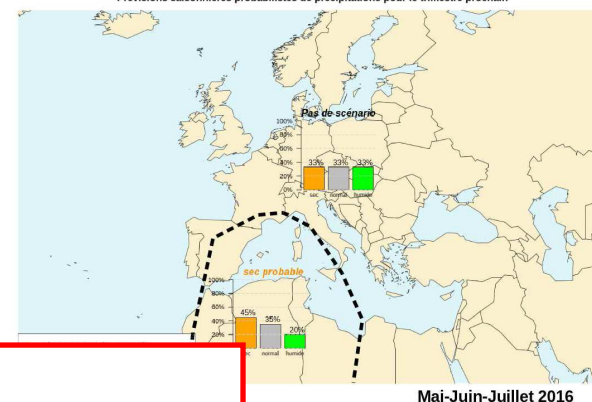 Prévisions saisonnières probabilistes de précipitations pour le trimestre prochain
Pas de scénario
100%
80%
60%
40%
20%
0%
33% 33% 33%
sec normal humide
sec probable
100%
80%
60%
40%
20%
45% 35% 20%
sec normal humide
Mai-Juin-Juillet 2016